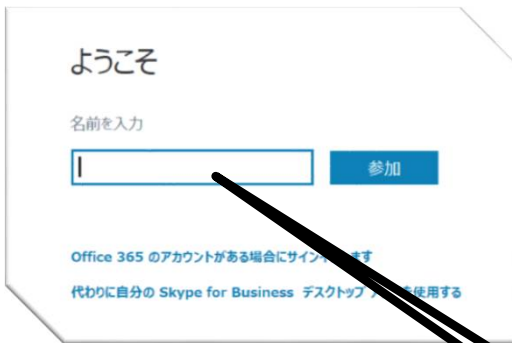 ようこそ
名前を入力
参加
Office 365 のアカウントがある場合にサインイ ます
代わりに自分の Skype for Business デスクトップ を使用する